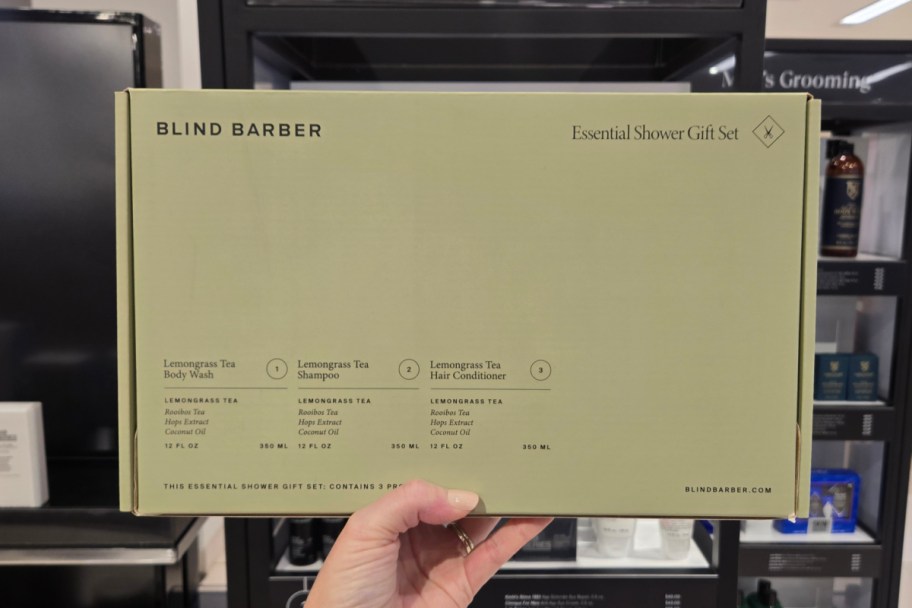 BLIND BARBER
Essential Shower Gift Set
's Grooming
Lemongrass Tea
Body Wash
1
LEMONGRASS TEA
Rooibos Tea
Hops Extract
Coconut Oil
12 FL OZ 350 ML
Lemongrass Tea
Shampoo
2
LEMONGRASS TEA
Rooibos Tea
Hops Extract
Coconut Oil
12 FL OZ 350 ML
Lemongrass Tea
Hair Conditioner
3
LEMONGRASS TEA
Rooibos Tea
Hops Extract
Coconut Oil
12 FL OZ 350 ML
THIS ESSENTIAL SHOWER GIFT SET: CONTAINS 3
BLINDBARBER.COM